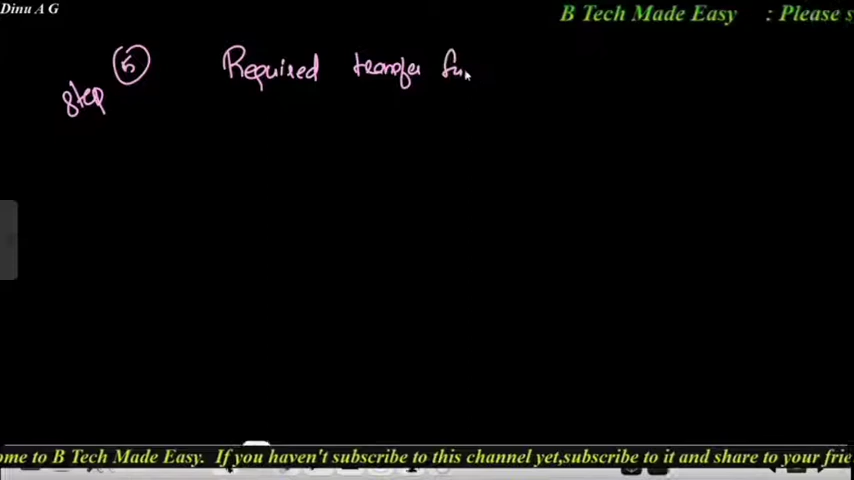 Dinu A G
B Tech Made Easy : Please s
step 5 Required transfer fun
ome to B Tech Made Easy. If you haven't subscribe to this channel yet,subscribe to it and share to your frie